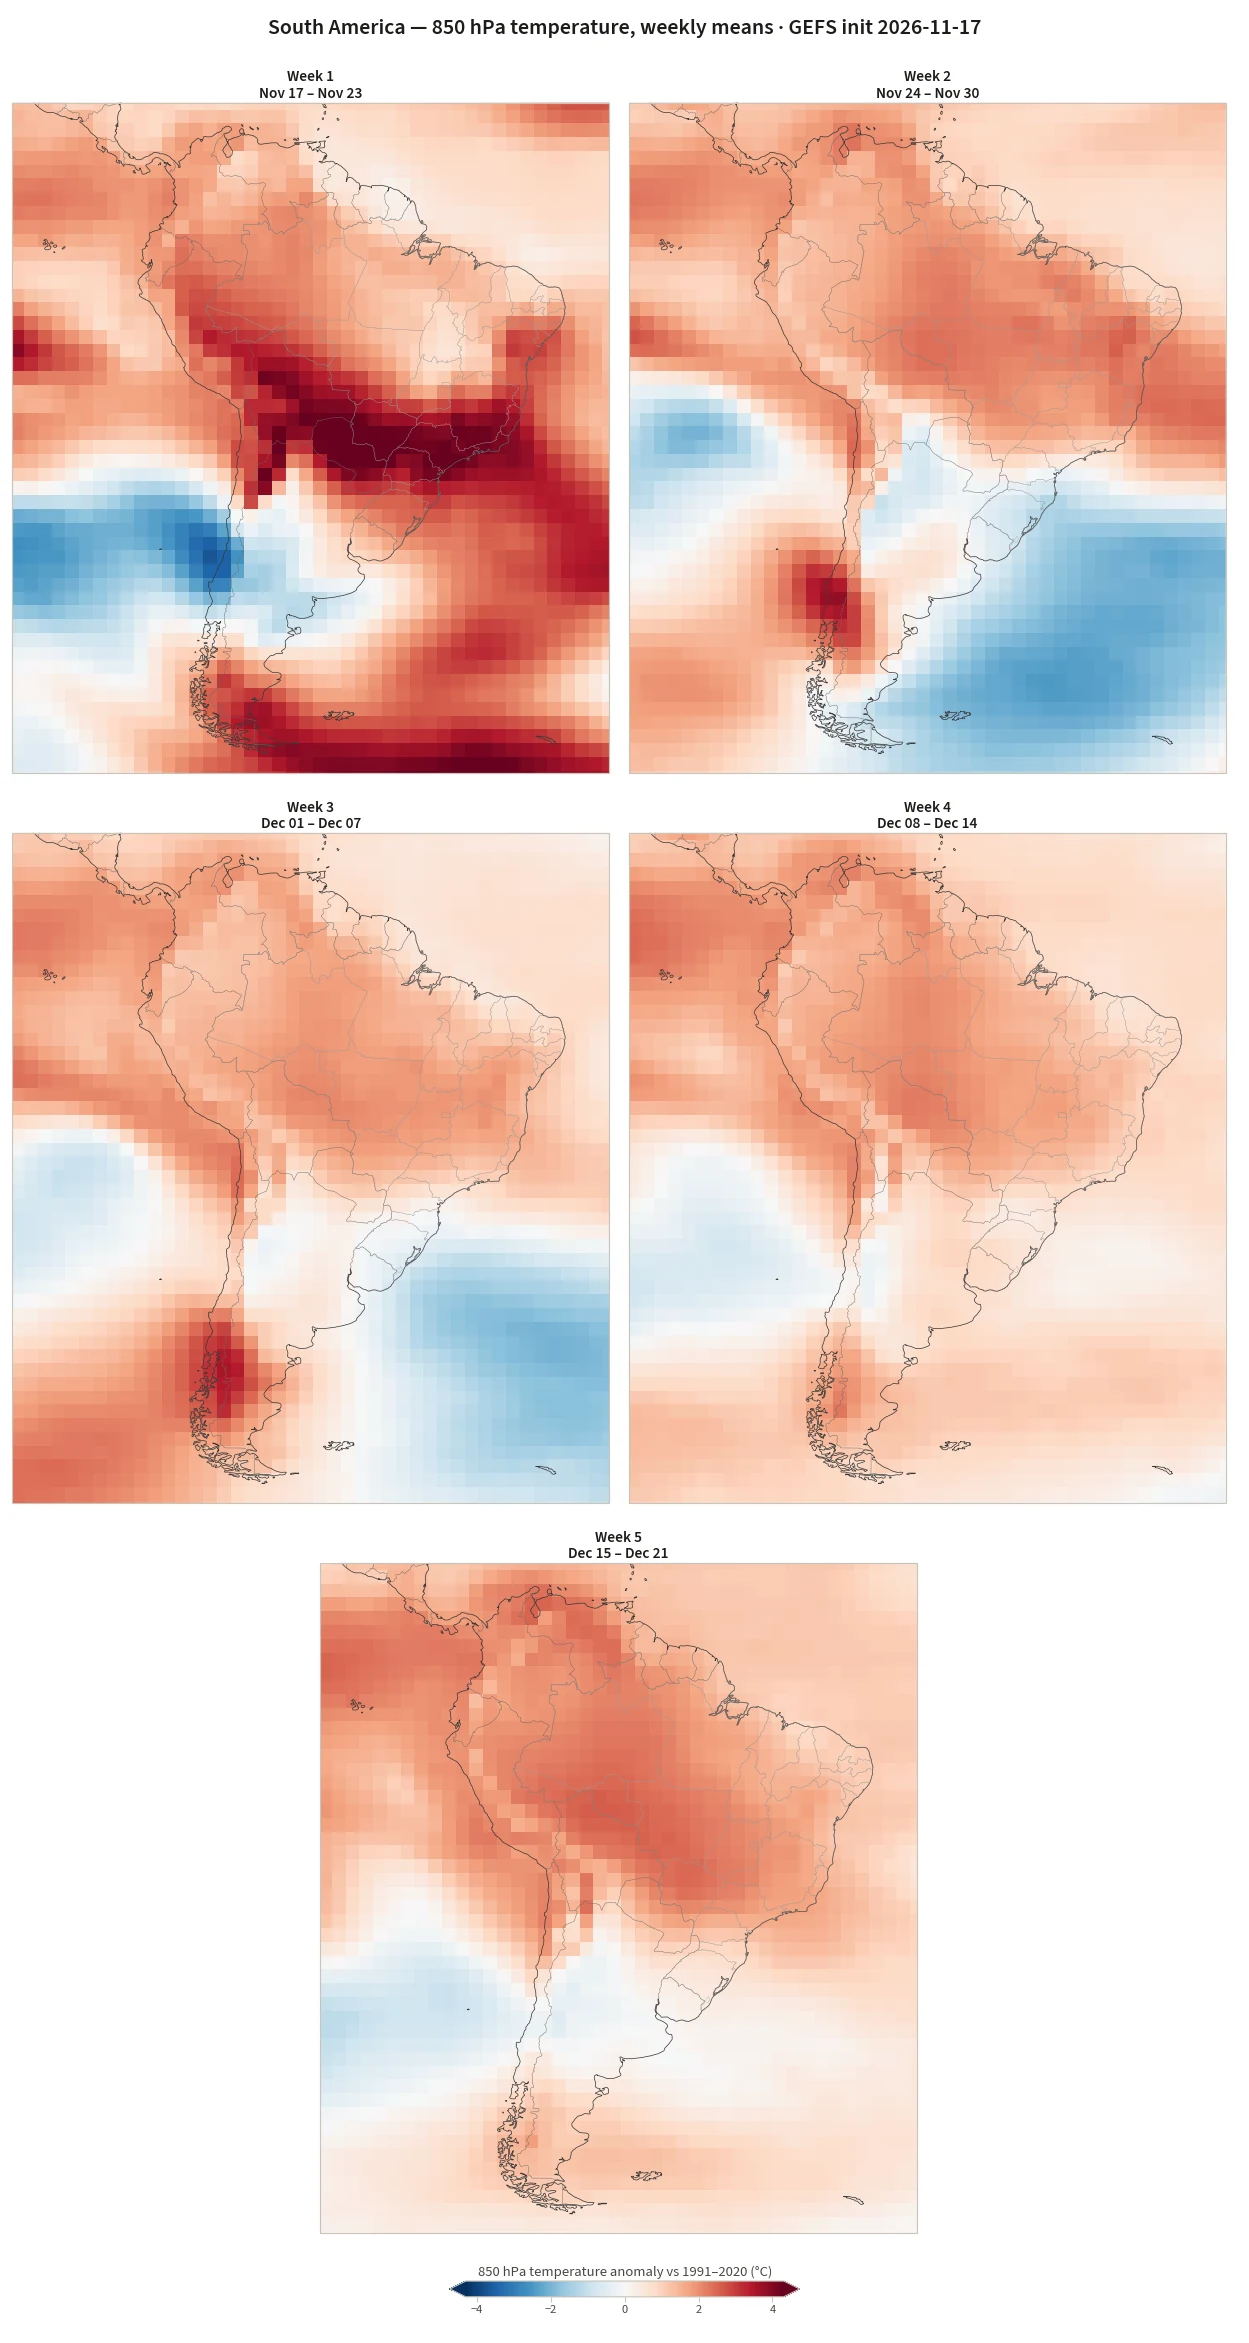 South America — 850 hPa temperature, weekly means · GEFS init 2026-11-17
Week 1
Nov 17 – Nov 23
Week 2
Nov 24 – Nov 30
Week 3
Dec 01 – Dec 07
Week 4
Dec 08 – Dec 14
Week 5
Dec 15 – Dec 21
850 hPa temperature anomaly vs 1991–2020 (°C)
−4 −2 0 2 4